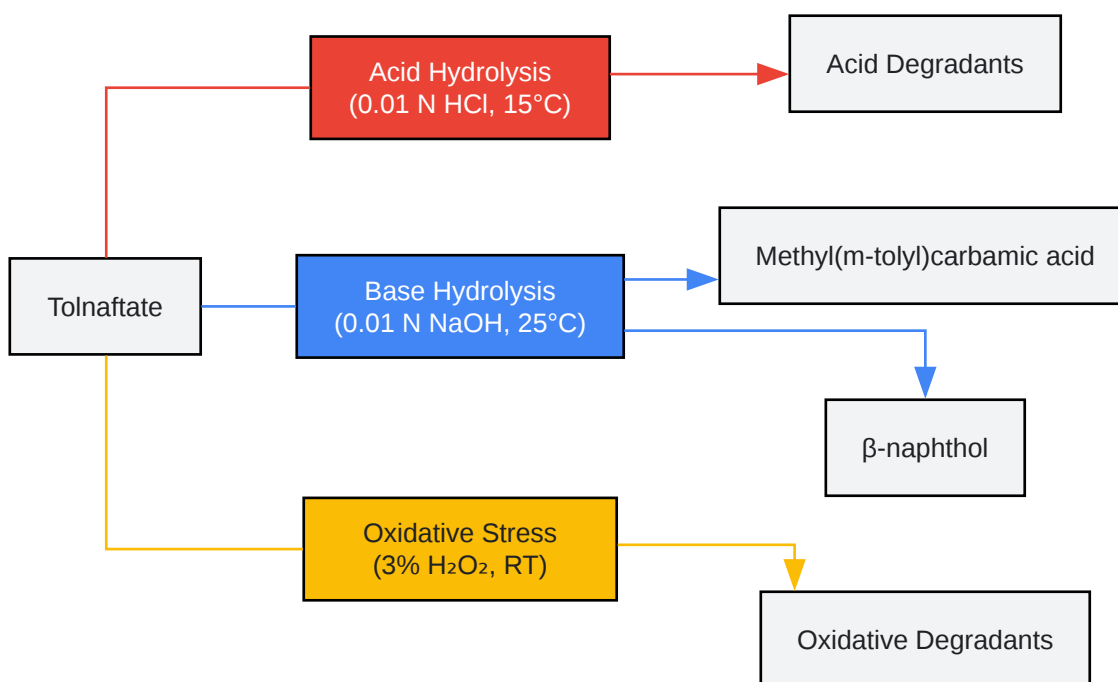 Acid Hydrolysis
(0.01 N HCl, 15°C)
Acid Degradants
Tolnaftate
Base Hydrolysis
(0.01 N NaOH, 25°C)
Methyl(m-tolyl)carbamic acid
β-naphthol
Oxidative Stress
(3% H₂O₂, RT)
Oxidative Degradants